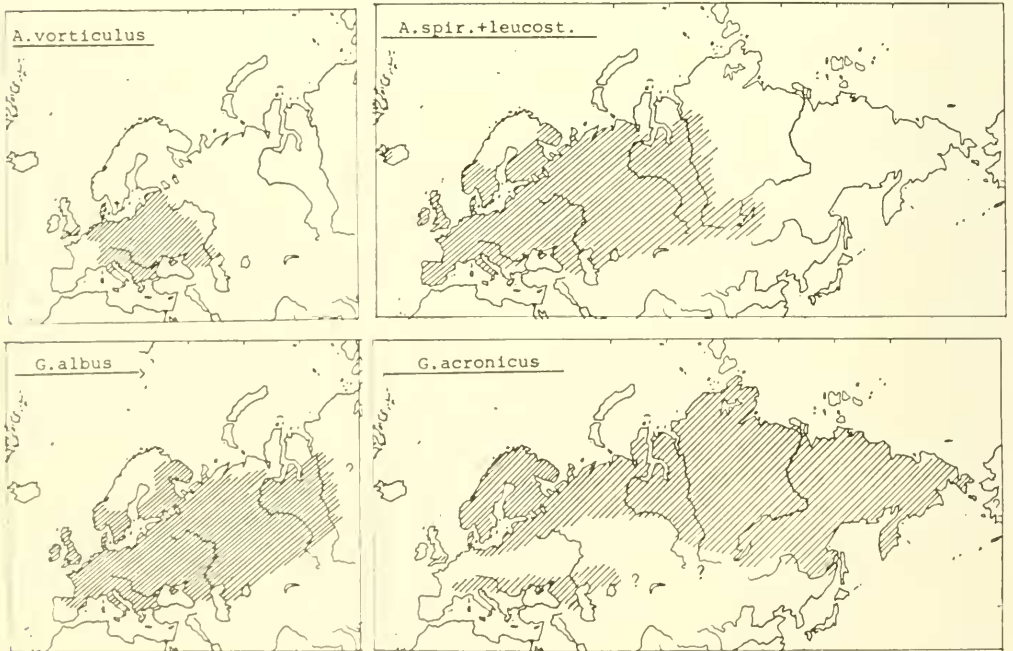 A.vorticulus
A.spir.+leucost.
G.albus
?
G.acronicus
?
?